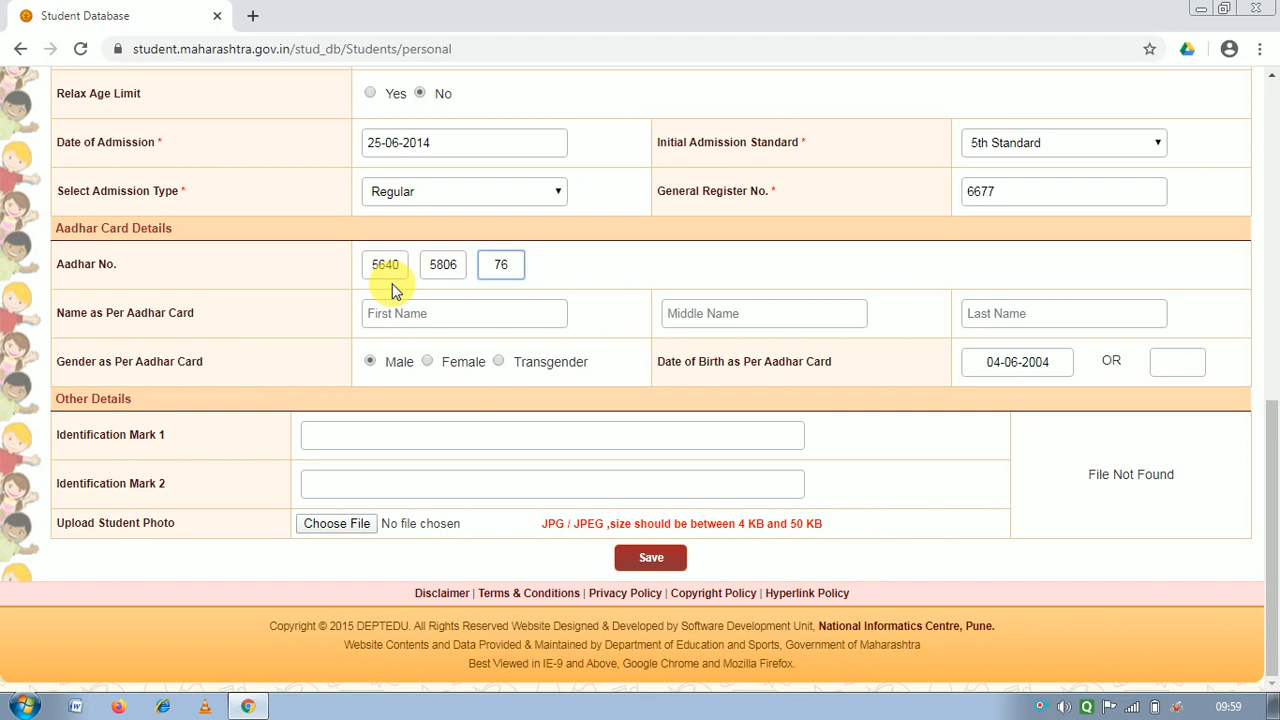 Student Database
student.maharashtra.gov.in/stud_db/Students/personal
Relax Age Limit Yes No
Date of Admission * 25-06-2014 Initial Admission Standard * 5th Standard
Select Admission Type * Regular General Register No. * 6677
Aadhar Card Details
Aadhar No. 5640 5806 76
Name as Per Aadhar Card First Name Middle Name Last Name
Gender as Per Aadhar Card Male Female Transgender Date of Birth as Per Aadhar Card 04-06-2004 OR
Other Details
Identification Mark 1
Identification Mark 2
File Not Found
Upload Student Photo Choose File No file chosen JPG / JPEG ,size should be between 4 KB and 50 KB
Save
Disclaimer | Terms & Conditions | Privacy Policy | Copyright Policy | Hyperlink Policy
Copyright © 2015 DEPTEDU. All Rights Reserved Website Designed & Developed by Software Development Unit, National Informatics Centre, Pune.
Website Contents and Data Provided & Maintained by Department of Education and Sports, Government of Maharashtra
Best Viewed in IE-9 and Above, Google Chrome and Mozilla Firefox.
09:59